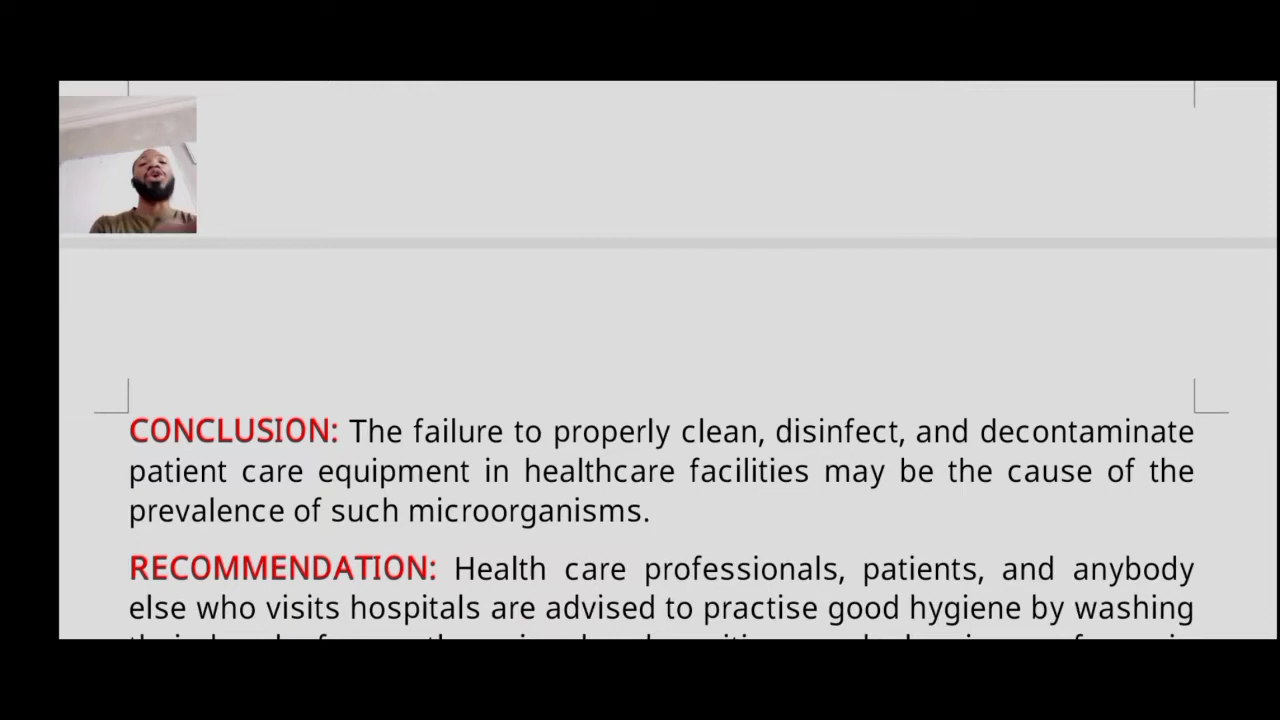 CONCLUSION: The failure to properly clean, disinfect, and decontaminate
patient care equipment in healthcare facilities may be the cause of the
prevalence of such microorganisms.
RECOMMENDATION: Health care professionals, patients, and anybody
else who visits hospitals are advised to practise good hygiene by washing